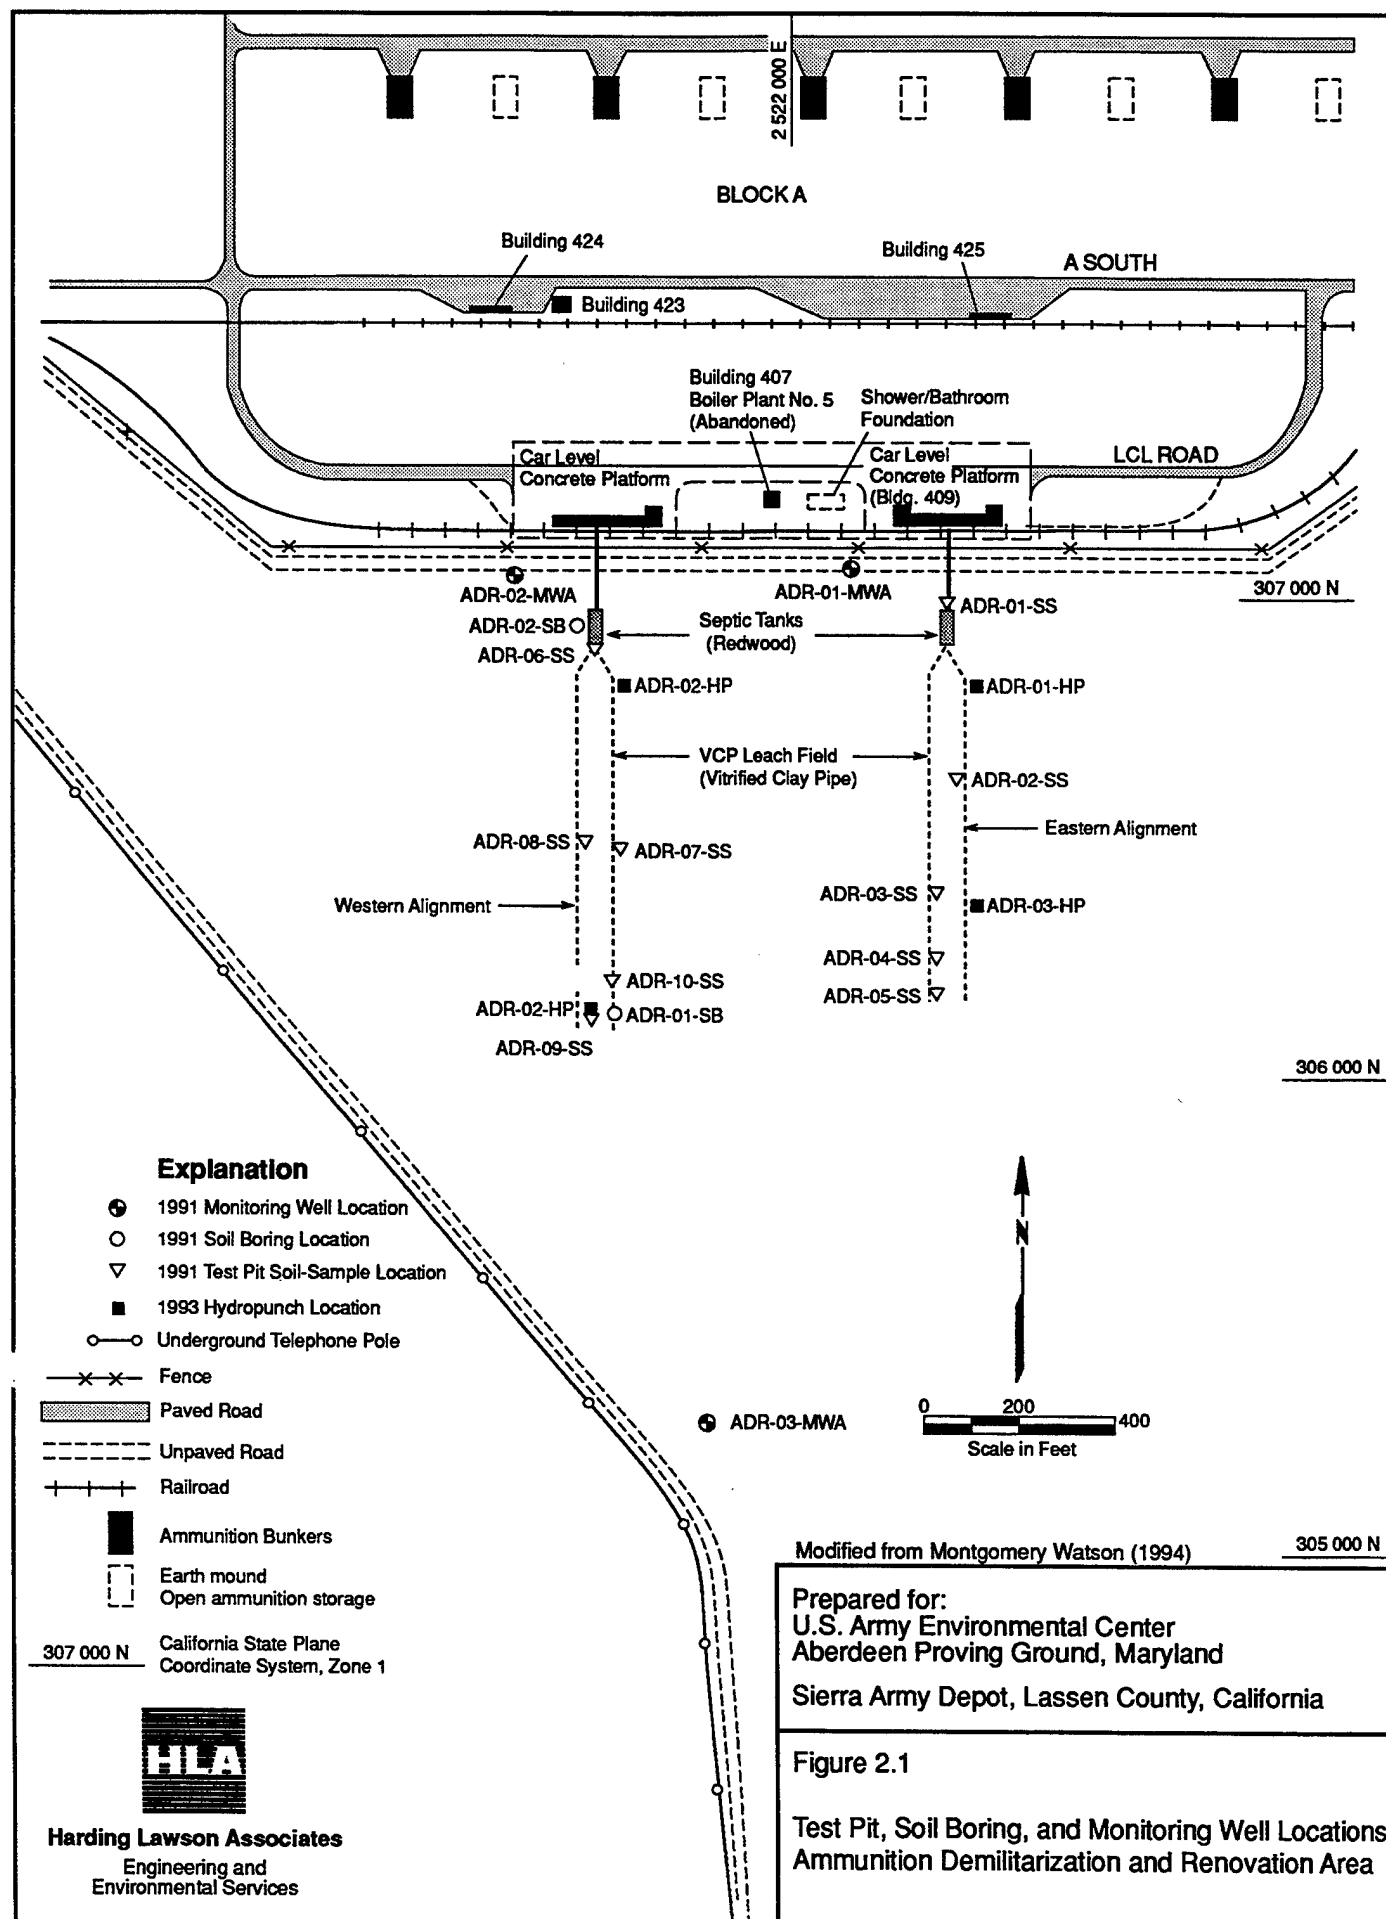 2 522 000 E
BLOCK A
Building 424
Building 425
A SOUTH
Building 423
Building 407
Boiler Plant No. 5
(Abandoned)
Shower/Bathroom
Foundation
Car Level
Concrete Platform
Car Level
Concrete Platform
(Bldg. 409)
LCL ROAD
307 000 N
ADR-02-MWA
ADR-01-MWA
ADR-01-SS
ADR-02-SB
Septic Tanks
(Redwood)
ADR-06-SS
ADR-02-HP
ADR-01-HP
VCP Leach Field
(Vitrified Clay Pipe)
ADR-02-SS
Eastern Alignment
ADR-08-SS
ADR-07-SS
ADR-03-SS
Western Alignment
ADR-03-HP
ADR-04-SS
ADR-10-SS
ADR-05-SS
ADR-02-HP
ADR-01-SB
ADR-09-SS
306 000 N
N
Explanation
1991 Monitoring Well Location
1991 Soil Boring Location
1991 Test Pit Soil-Sample Location
1993 Hydropunch Location
Underground Telephone Pole
Fence
Paved Road
Unpaved Road
Railroad
Ammunition Bunkers
Earth mound
Open ammunition storage
307 000 N
California State Plane
Coordinate System, Zone 1
ADR-03-MWA
0 200 400
Scale in Feet
Modified from Montgomery Watson (1994)
305 000 N
HLA
Harding Lawson Associates
Engineering and
Environmental Services
Prepared for:
U.S. Army Environmental Center
Aberdeen Proving Ground, Maryland
Sierra Army Depot, Lassen County, California
Figure 2.1
Test Pit, Soil Boring, and Monitoring Well Locations
Ammunition Demilitarization and Renovation Area